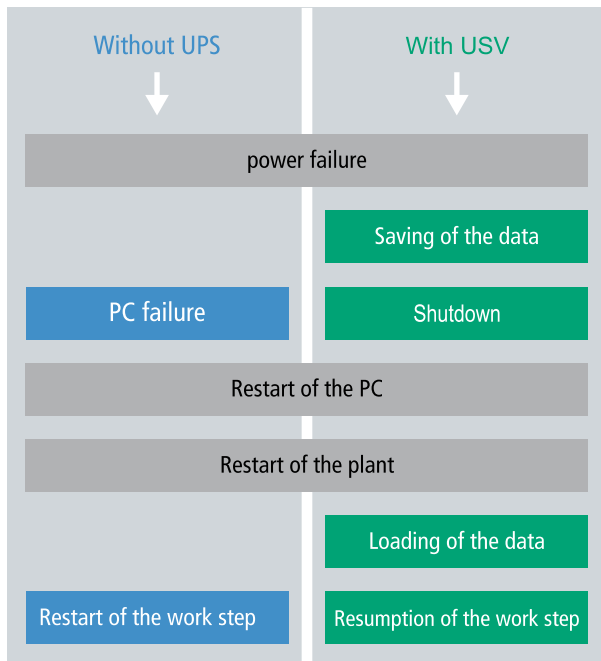 Without UPS
With USV
power failure
Saving of the data
PC failure
Shutdown
Restart of the PC
Restart of the plant
Loading of the data
Restart of the work step
Resumption of the work step